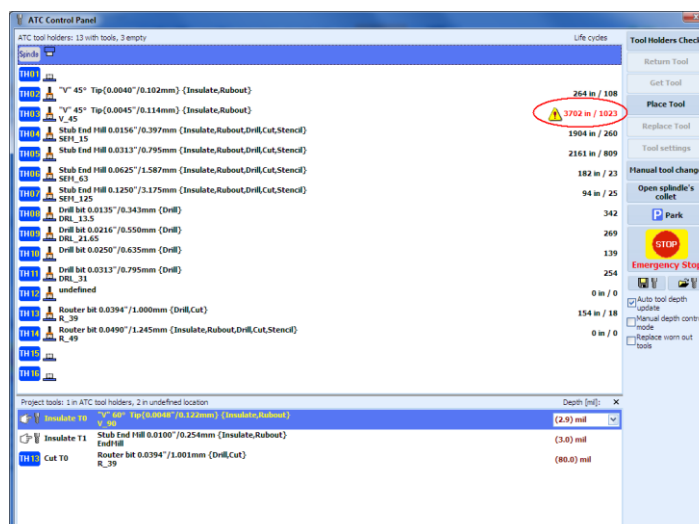 ATC Control Panel
ATC tool holders: 13 with tools, 3 empty
Life cycles
Spindle
TH01
TH02
"V" 45° Tip{0.0040"/0.102mm} {Insulate,Rubout}
264 in / 108
TH03
"V" 45° Tip{0.0045"/0.114mm} {Insulate,Rubout}
V_45
3702 in / 1023
TH04
Stub End Mill 0.0156"/0.397mm {Insulate,Rubout,Drill,Cut,Stencil}
SEM_15
1904 in / 260
TH05
Stub End Mill 0.0313"/0.795mm {Insulate,Rubout,Drill,Cut,Stencil}
2161 in / 809
TH06
Stub End Mill 0.0625"/1.587mm {Insulate,Rubout,Drill,Cut,Stencil}
SEM_63
182 in / 23
TH07
Stub End Mill 0.1250"/3.175mm {Insulate,Rubout,Drill,Cut,Stencil}
SEM_125
94 in / 25
TH08
Drill bit 0.0135"/0.343mm {Drill}
DRL_13.5
342
TH09
Drill bit 0.0216"/0.550mm {Drill}
DRL_21.65
269
TH10
Drill bit 0.0250"/0.635mm {Drill}
139
TH11
Drill bit 0.0313"/0.795mm {Drill}
DRL_31
254
TH12
undefined
0 in / 0
TH13
Router bit 0.0394"/1.000mm {Drill,Cut}
R_39
154 in / 18
TH14
Router bit 0.0490"/1.245mm {Insulate,Rubout,Drill,Cut,Stencil}
R_49
0 in / 0
TH15
TH16
Project tools: 1 in ATC tool holders, 2 in undefined location
Depth [mil]:
Insulate T0
"V" 60° Tip{0.0048"/0.122mm} {Insulate,Rubout}
V_90
(2.9) mil
Insulate T1
Stub End Mill 0.0100"/0.254mm {Insulate,Rubout}
EndMill
(3.0) mil
TH13
Cut T0
Router bit 0.0394"/1.001mm {Drill,Cut}
R_39
(80.0) mil
Tool Holders Check
Return Tool
Get Tool
Place Tool
Replace Tool
Tool settings
Manual tool change
Open splindle's
collet
P Park
STOP
Emergency Stop
Auto tool depth
update
Manual depth contr
mode
Replace worn out
tools